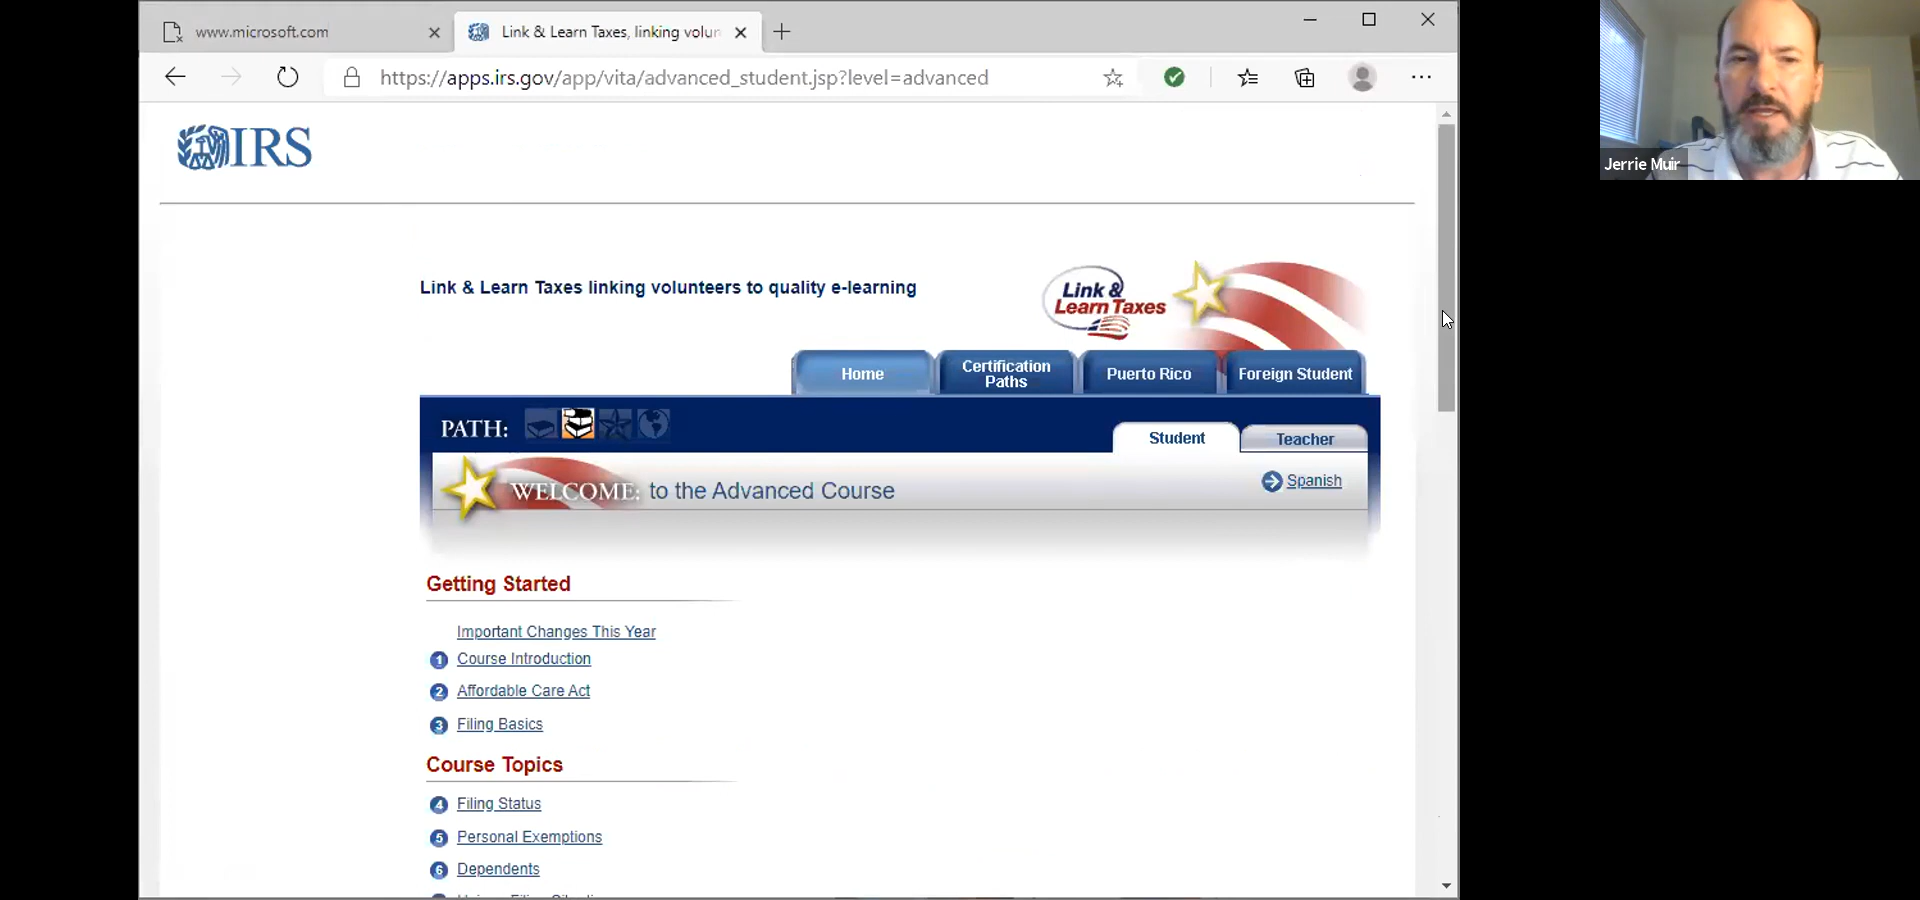 www.microsoft.com
Link & Learn Taxes, linking volun
https://apps.irs.gov/app/vita/advanced_student.jsp?level=advanced
Jerrie Muir
IRS
Link & Learn Taxes linking volunteers to quality e-learning
Link &
Learn Taxes
Home
Certification
Paths
Puerto Rico
Foreign Student
PATH:
Student
Teacher
WELCOME: to the Advanced Course
Spanish
Getting Started
Important Changes This Year
1 Course Introduction
2 Affordable Care Act
3 Filing Basics
Course Topics
4 Filing Status
5 Personal Exemptions
6 Dependents